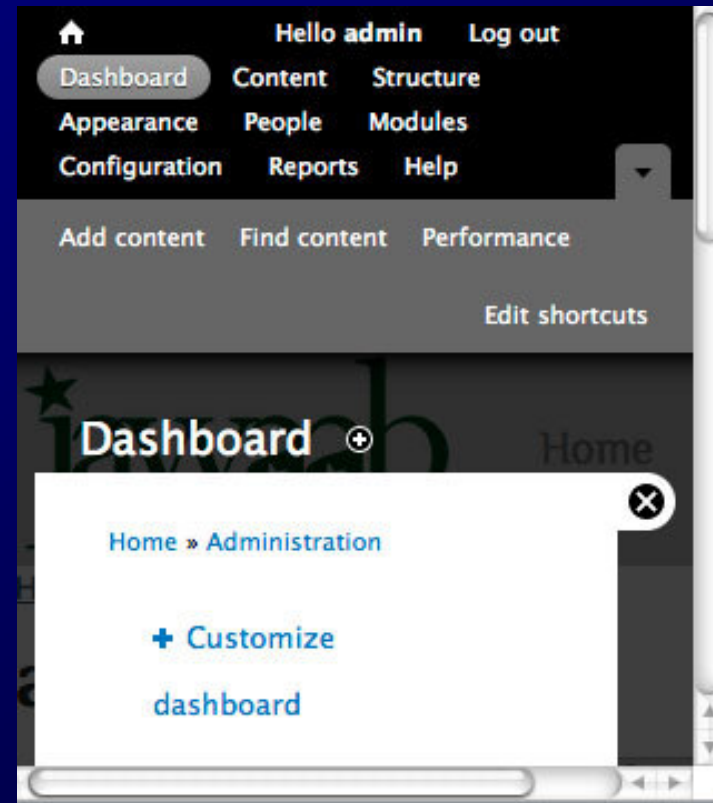 Hello admin Log out
Dashboard Content Structure
Appearance People Modules
Configuration Reports Help
Add content Find content Performance
Edit shortcuts
Dashboard
Home
Home » Administration
+ Customize
dashboard